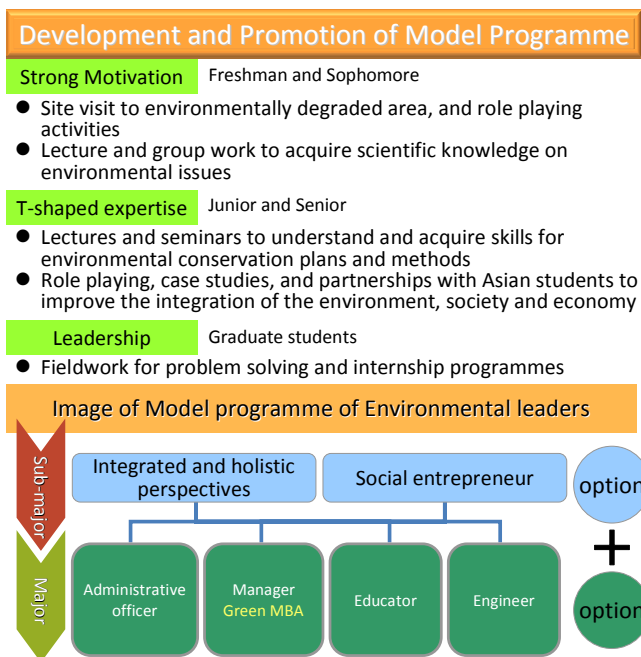 Development and Promotion of Model Programme
Strong Motivation Freshman and Sophomore
● Site visit to environmentally degraded area, and role playing
activities
● Lecture and group work to acquire scientific knowledge on
environmental issues
T-shaped expertise Junior and Senior
● Lectures and seminars to understand and acquire skills for
environmental conservation plans and methods
● Role playing, case studies, and partnerships with Asian students to
improve the integration of the environment, society and economy
Leadership Graduate students
● Fieldwork for problem solving and internship programmes
Image of Model programme of Environmental leaders
Sub-major
Integrated and holistic
perspectives
Social entrepreneur
option
+
Major
Administrative
officer
Manager
Green MBA
Educator
Engineer
option